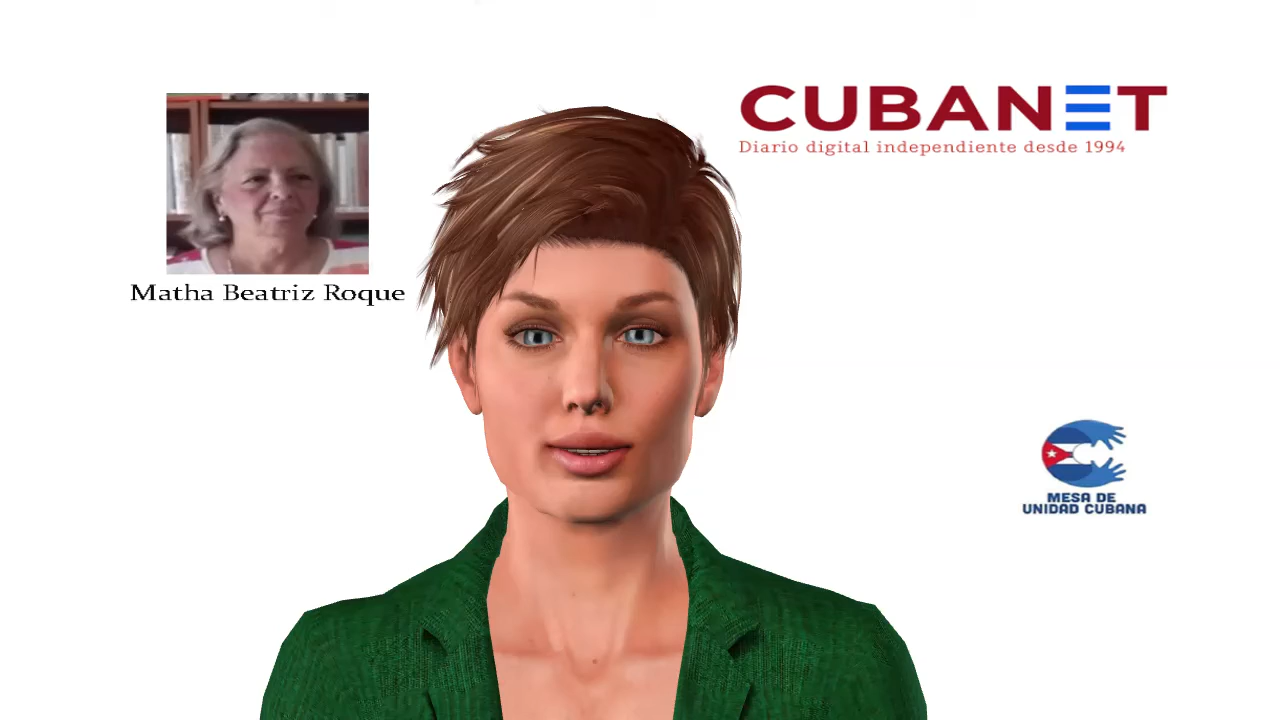 CUBANET
Diario digital independiente desde 1994
Matha Beatriz Roque
MESA DE
UNIDAD CUBANA